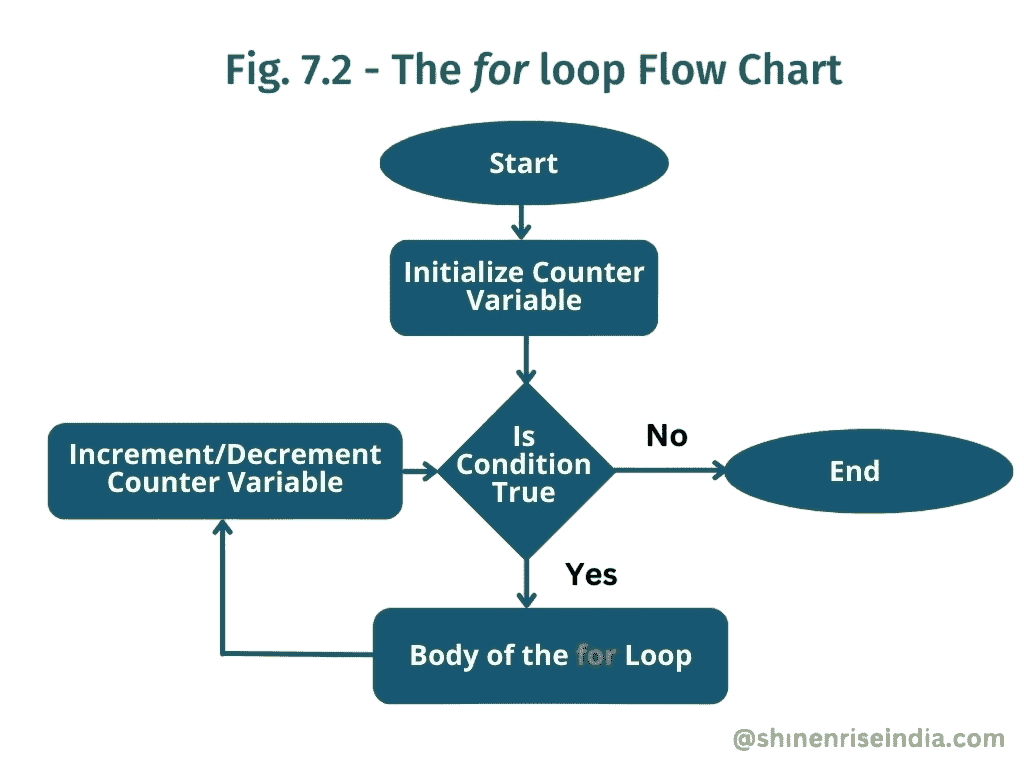 Fig. 7.2 - The for loop Flow Chart
Start
Initialize Counter
Variable
Is
Condition
True
No
End
Increment/Decrement
Counter Variable
Yes
Body of the for Loop
@shinenriseindia.com